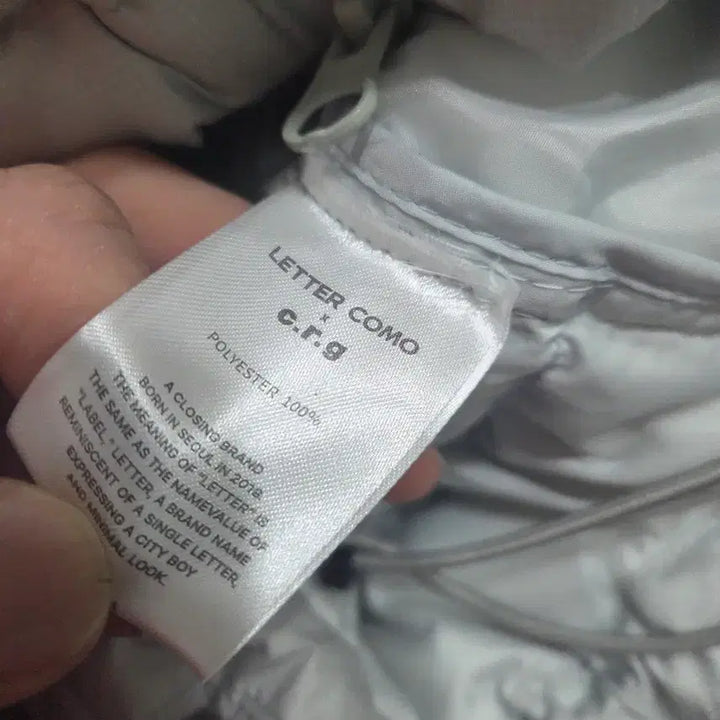 LETTER COMO
×
c.r.g
POLYESTER 100%
A CLOSING BRAND
BORN IN SEOUL IN 2018.
THE MEANING OF "LETTER" IS
THE SAME AS THE NAMEVALUE OF
"LABEL," LETTER, A BRAND NAME
REMINISCENT OF A SINGLE LETTER,
EXPRESSING A CITY BOY
AND MINIMAL LOOK.